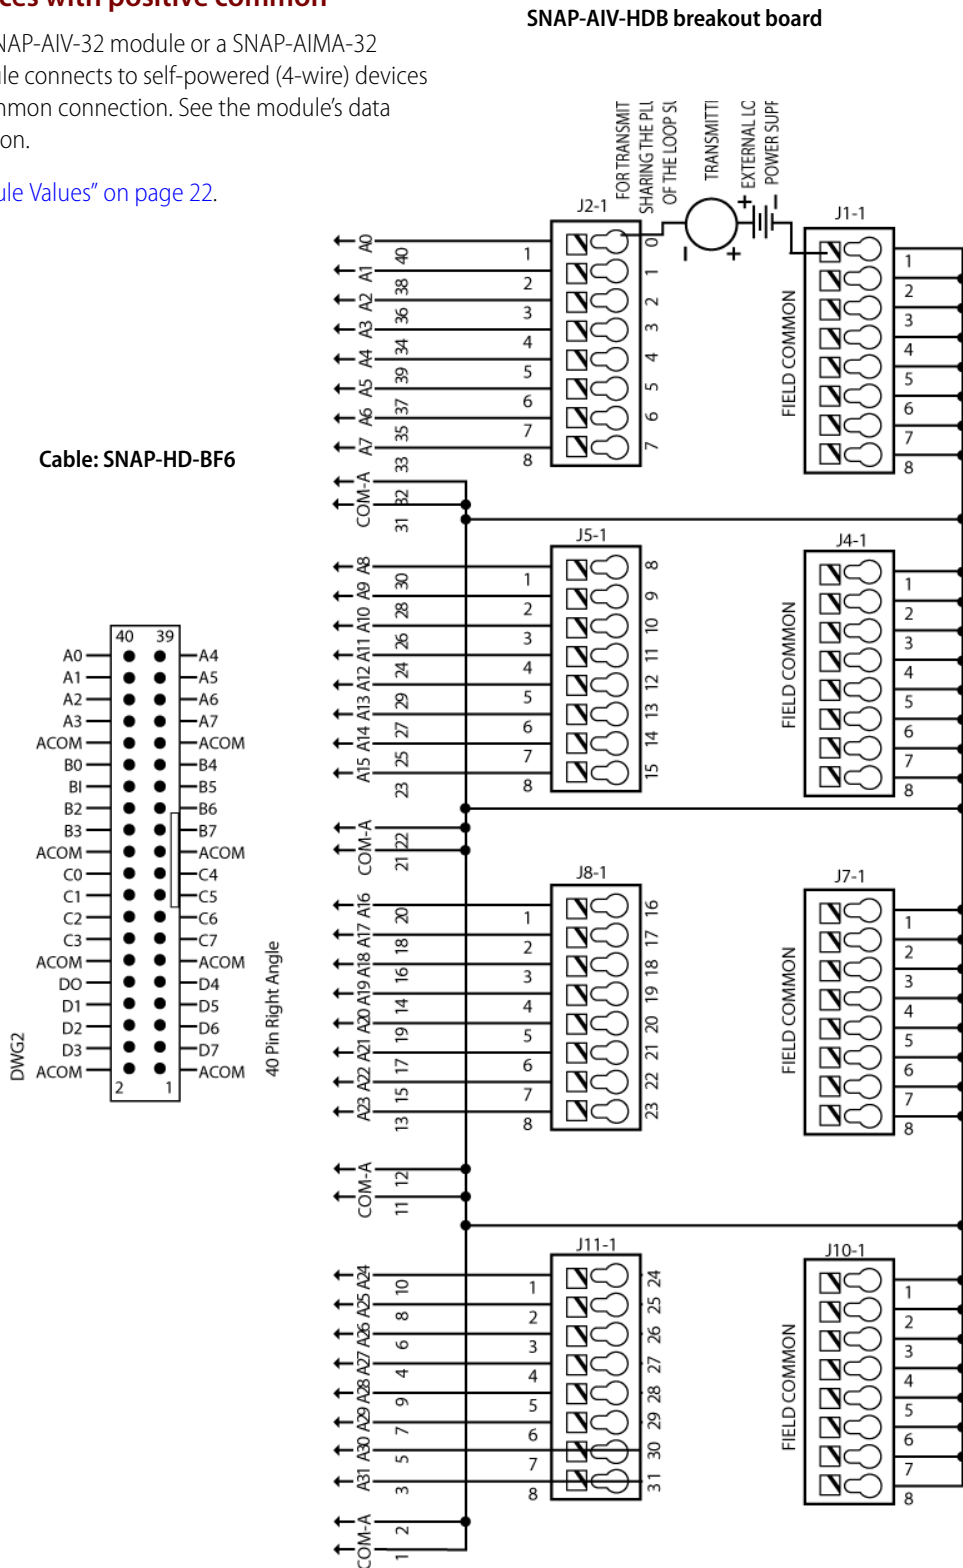 ces with positive common
NAP-AIV-32 module or a SNAP-AIMA-32
ule connects to self-powered (4-wire) devices
mmon connection. See the module's data
on.
ule Values" on page 22.
SNAP-AIV-HDB breakout board
FOR TRANSMIT
SHARING THE PLU
OF THE LOOP SU
TRANSMITTI
EXTERNAL LO
POWER SUPP
+ -
- +
J2-1
A0 40 1 0
A1 38 2 1
A2 36 3 2
A3 34 4 3
A4 39 5 4
A5 37 6 5
A6 35 7 6
A7 33 8 7
J1-1
FIELD COMMON
1
2
3
4
5
6
7
8
COM-A
32
31
Cable: SNAP-HD-BF6
J5-1
A8 30 1 8
A9 28 2 9
A10 26 3 10
A11 24 4 11
A12 29 5 12
A13 27 6 13
A14 25 7 14
A15 23 8 15
J4-1
FIELD COMMON
1
2
3
4
5
6
7
8
COM-A
22
21
40 39
A0 A4
A1 A5
A2 A6
A3 A7
ACOM ACOM
B0 B4
BI B5
B2 B6
B3 B7
ACOM ACOM
C0 C4
C1 C5
C2 C6
C3 C7
ACOM ACOM
DO D4
D1 D5
D2 D6
D3 D7
ACOM ACOM
2 1
DWG2
40 Pin Right Angle
J8-1
A16 20 1 16
A17 18 2 17
A18 16 3 18
A19 14 4 19
A20 19 5 20
A21 17 6 21
A22 15 7 22
A23 13 8 23
J7-1
FIELD COMMON
1
2
3
4
5
6
7
8
COM-A
12
11
J11-1
A24 10 1 24
A25 8 2 25
A26 6 3 26
A27 4 4 27
A28 9 5 28
A29 7 6 29
A30 5 7 30
A31 3 8 31
J10-1
FIELD COMMON
1
2
3
4
5
6
7
8
COM-A
2
1